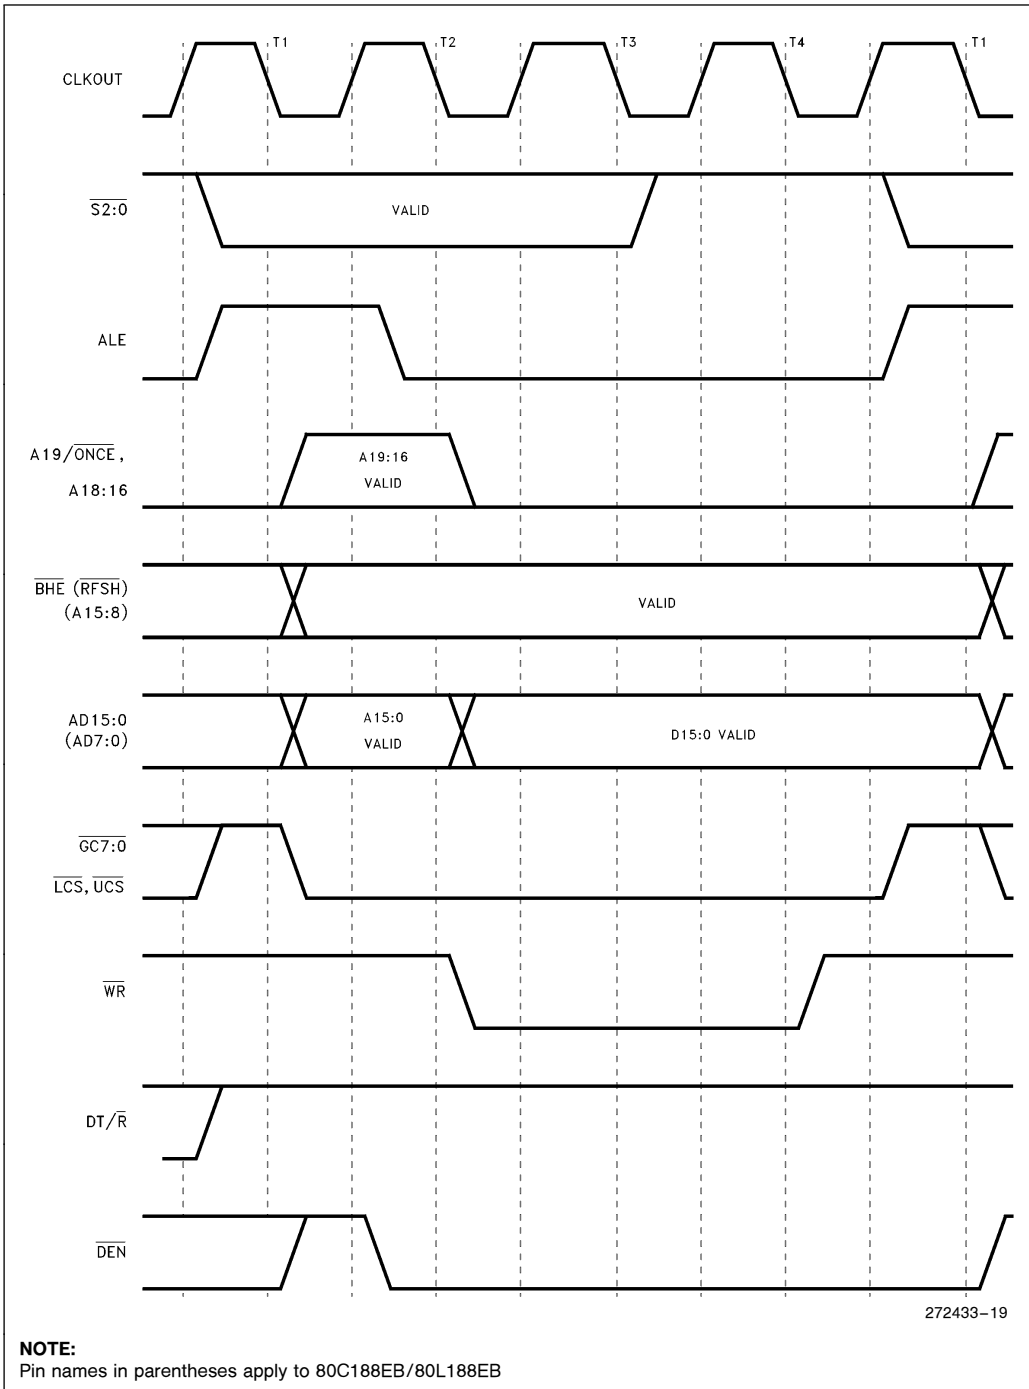 T1 T2 T3 T4 T1
CLKOUT
S2:0
VALID
ALE
A19/ONCE,
A18:16
A19:16
VALID
BHE (RFSH)
(A15:8)
VALID
AD15:0
(AD7:0)
A15:0
VALID
D15:0 VALID
GC7:0
LCS, UCS
WR
DT/R
DEN
272433-19
NOTE:
Pin names in parentheses apply to 80C188EB/80L188EB